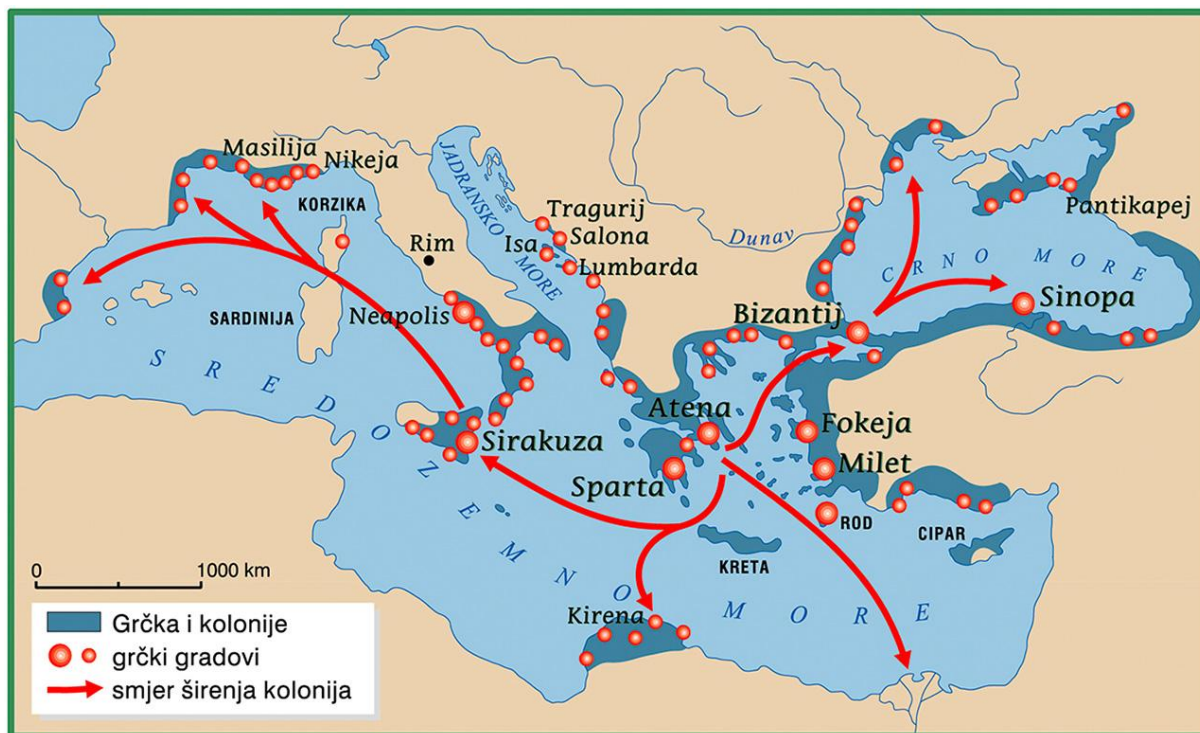 Masilija
Nikeja
KORZIKA
SARDINIJA
Rim
Neapolis
JADRANSKO
MORE
Tragurij
Salona
Isa
Lumbarda
Dunav
CRNO MORE
Pantikapej
Sinopa
Bizantij
Atena
Sparta
Fokeja
Milet
ROD
CIPAR
KRETA
Sirakuza
Kirena
SREDOZEMNO MORE
0 1000 km
Grčka i kolonije
grčki gradovi
smjer širenja kolonija